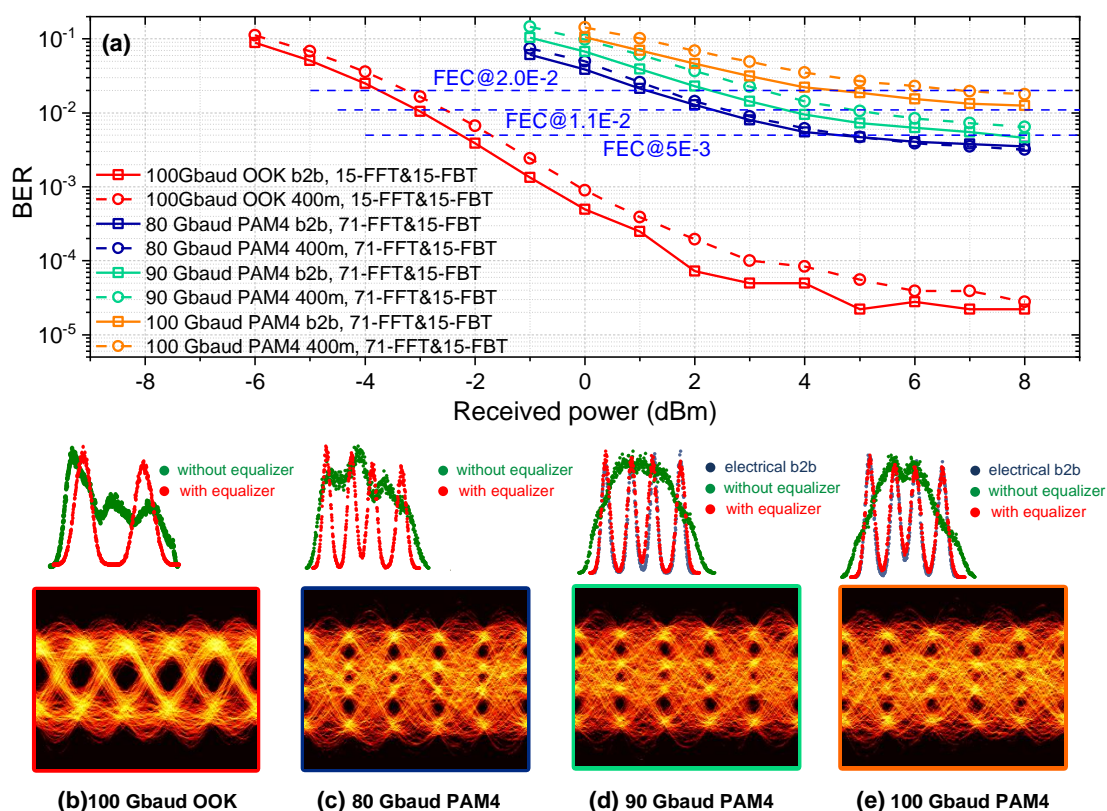 (a)
10⁻¹
10⁻²
10⁻³
10⁻⁴
10⁻⁵
BER
FEC@2.0E-2
FEC@1.1E-2
FEC@5E-3
100Gbaud OOK b2b, 15-FFT&15-FBT
100Gbaud OOK 400m, 15-FFT&15-FBT
80 Gbaud PAM4 b2b, 71-FFT&15-FBT
80 Gbaud PAM4 400m, 71-FFT&15-FBT
90 Gbaud PAM4 b2b, 71-FFT&15-FBT
90 Gbaud PAM4 400m, 71-FFT&15-FBT
100 Gbaud PAM4 b2b, 71-FFT&15-FBT
100 Gbaud PAM4 400m, 71-FFT&15-FBT
-8 -6 -4 -2 0 2 4 6 8
Received power (dBm)
without equalizer
with equalizer
without equalizer
with equalizer
electrical b2b
without equalizer
with equalizer
electrical b2b
without equalizer
with equalizer
(b)100 Gbaud OOK
(c) 80 Gbaud PAM4
(d) 90 Gbaud PAM4
(e) 100 Gbaud PAM4